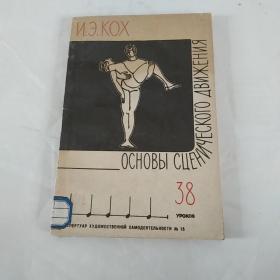 И.Э.КОХ
ОСНОВЫ СЦЕНИЧЕСКОГО ДВИЖЕНИЯ
38
УРОКОВ
РЕПЕРТУАР ХУДОЖЕСТВЕННОЙ САМОДЕЯТЕЛЬНОСТИ № 15